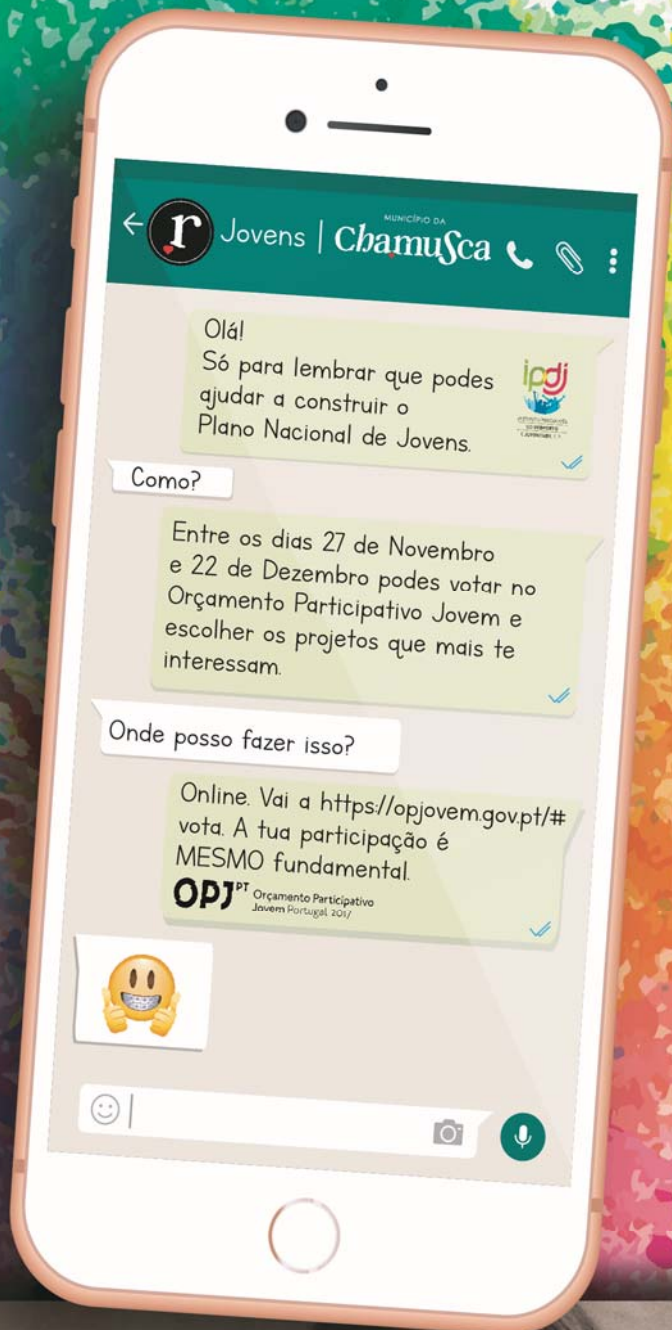 r Jovens | MUNICÍPIO DA Chamusca
Olá!
Só para lembrar que podes
ajudar a construir o
Plano Nacional de Jovens.
ipdj
Como?
Entre os dias 27 de Novembro
e 22 de Dezembro podes votar no
Orçamento Participativo Jovem e
escolher os projetos que mais te
interessam.
Onde posso fazer isso?
Online. Vai a https://opjovem.gov.pt/#
vota. A tua participação é
MESMO fundamental.
OPJ PT Orçamento Participativo
Jovem Portugal 2017